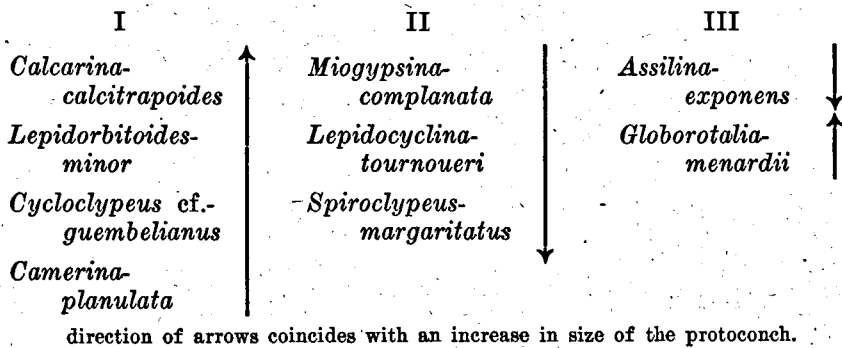 I
Calcarina-
calcitrapoides
Lepidorbitoides-
minor
Cycloclypeus cf.-
guembelianus
Camerina-
planulata
II
Miogypsina-
complanata
Lepidocyclina-
tournoueri
Spiroclypeus-
margaritatus
III
Assilina-
exponens
Globorotalia-
menardii
direction of arrows coincides with an increase in size of the protoconch.